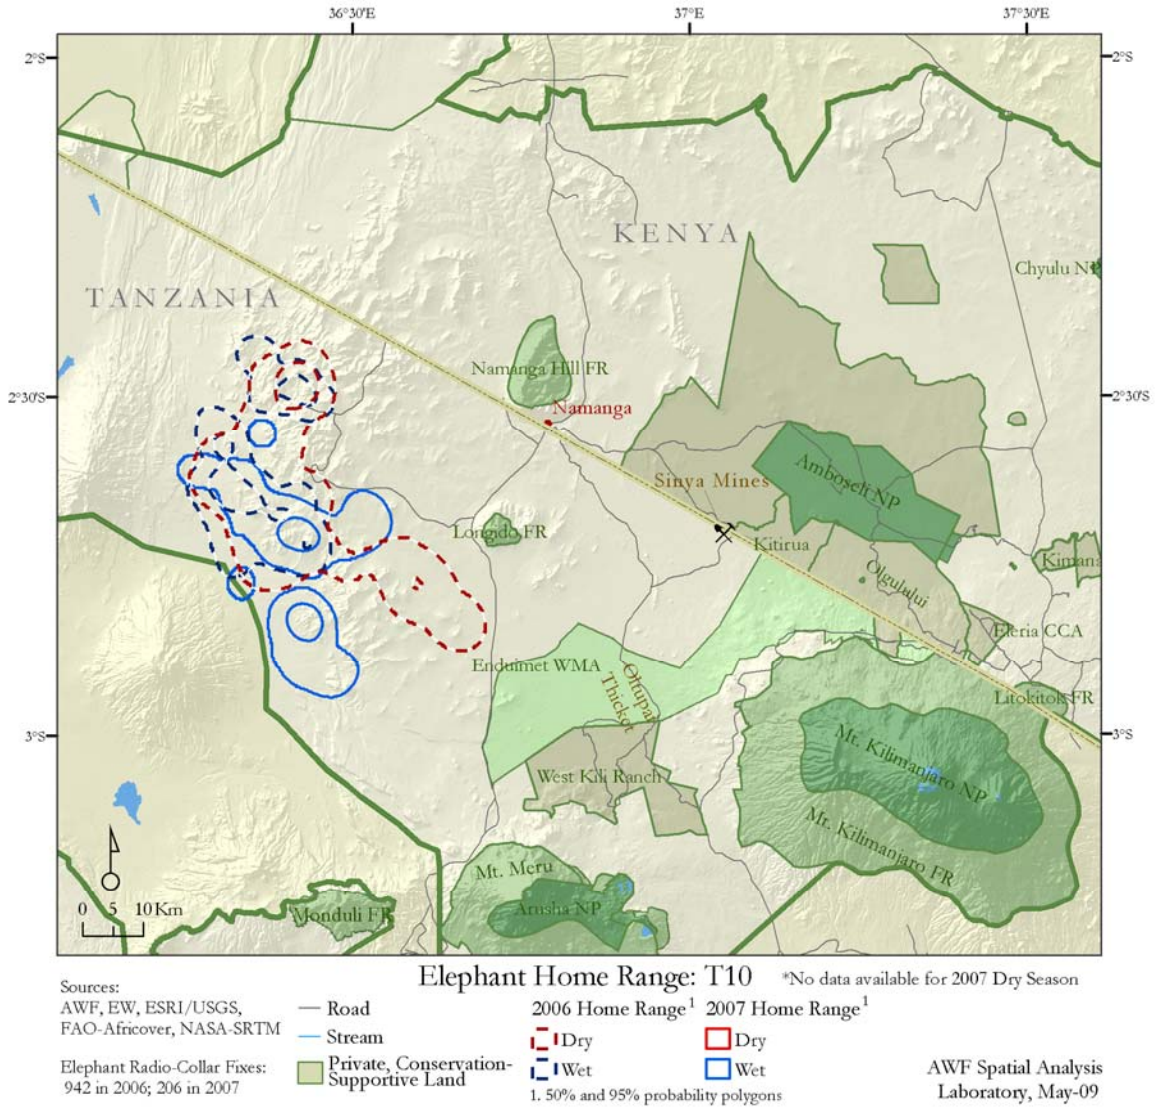 36°30'E
37°E
37°30'E
2°S
2°S
KENYA
Chyulu NP
TANZANIA
Namanga Hill FR
2°30'S
2°30'S
Namanga
Sinya Mines
Amboseli NP
Longido FR
Kitirua
Kimana
Olgulului
Eleria CCA
Enduimet WMA
Oltupai
Thicket
Litokitok FR
3°S
3°S
Mt. Kilimanjaro NP
West Kili Ranch
Mt. Kilimanjaro FR
Mt. Meru
0 5 10 Km
Monduli FR
Arusha NP
Elephant Home Range: T10
*No data available for 2007 Dry Season
Sources:
AWF, EW, ESRI/USGS,
FAO-Africover, NASA-SRTM
Elephant Radio-Collar Fixes:
942 in 2006; 206 in 2007
Road
Stream
Private, Conservation-
Supportive Land
2006 Home Range1
Dry
Wet
2007 Home Range1
Dry
Wet
1. 50% and 95% probability polygons
AWF Spatial Analysis
Laboratory, May-09